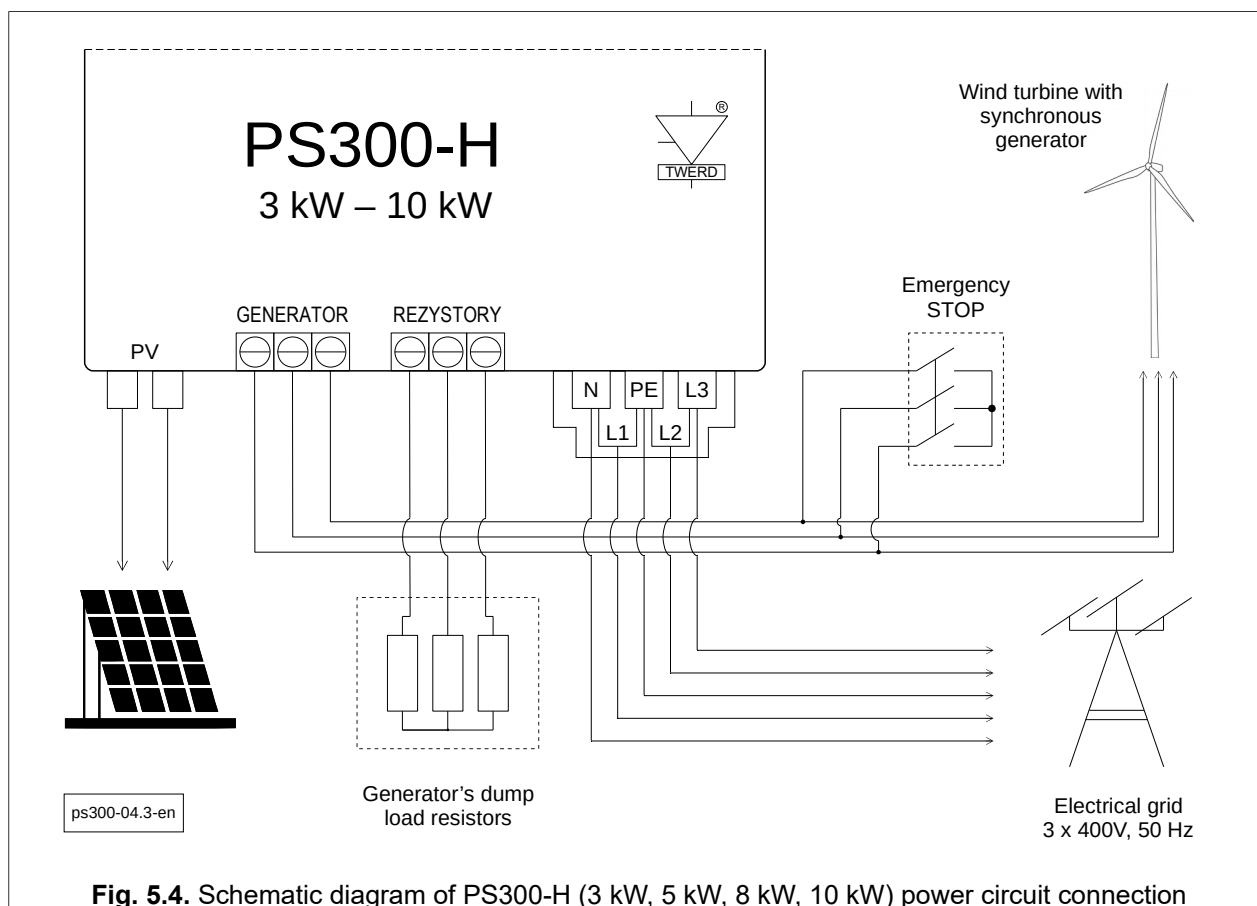 PS300-H
3 kW – 10 kW
®
TWERD
Wind turbine with
synchronous
generator
Emergency
STOP
GENERATOR
REZYSTORY
PV
N
PE
L3
L1
L2
Generator's dump
load resistors
ps300-04.3-en
Electrical grid
3 x 400V, 50 Hz
Fig. 5.4. Schematic diagram of PS300-H (3 kW, 5 kW, 8 kW, 10 kW) power circuit connection